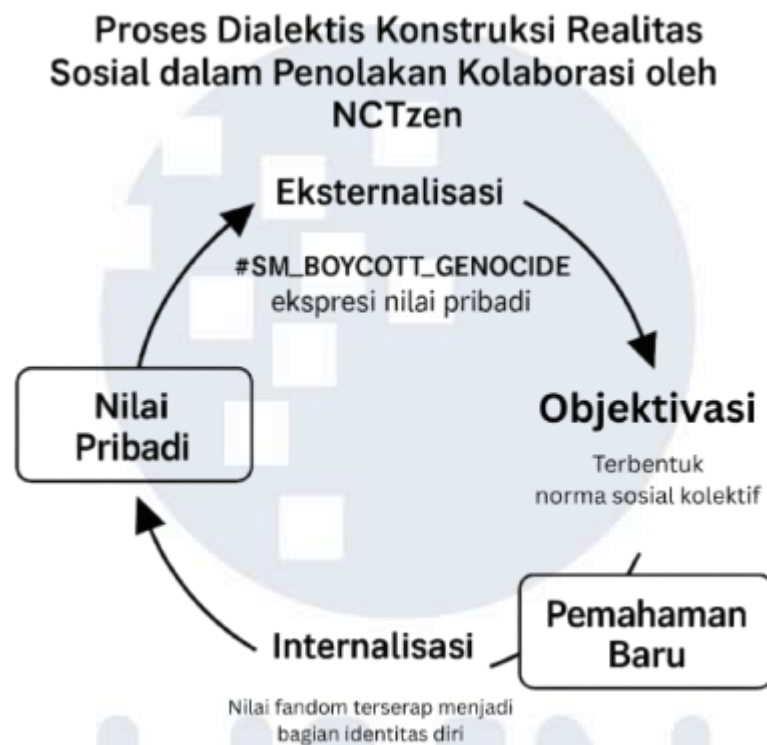 Proses Dialektis Konstruksi Realitas
Sosial dalam Penolakan Kolaborasi oleh
NCTzen
Eksternalisasi
#SM_BOYCOTT_GENOCIDE
ekspresi nilai pribadi
Nilai
Pribadi
Objektivasi
Terbentuk
norma sosial kolektif
Pemahaman
Baru
Internalisasi
Nilai fandom terserap menjadi
bagian identitas diri